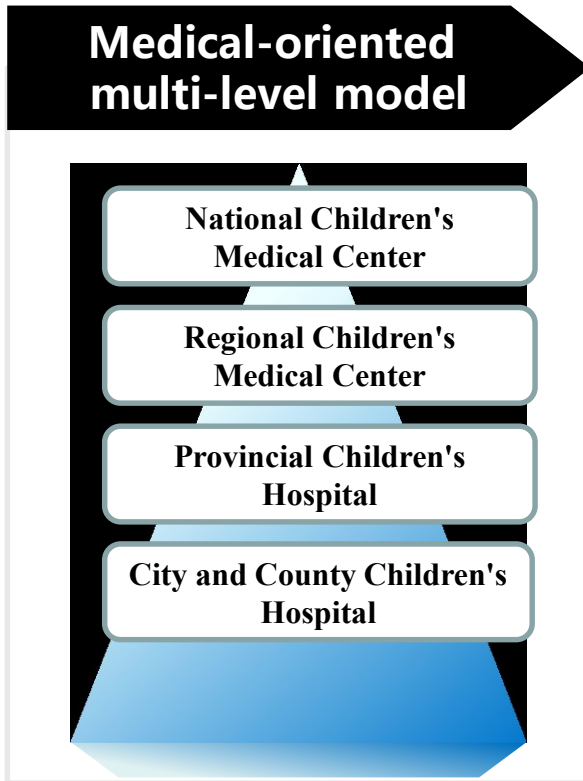 Medical-oriented
multi-level model
National Children's
Medical Center
Regional Children's
Medical Center
Provincial Children's
Hospital
City and County Children's
Hospital